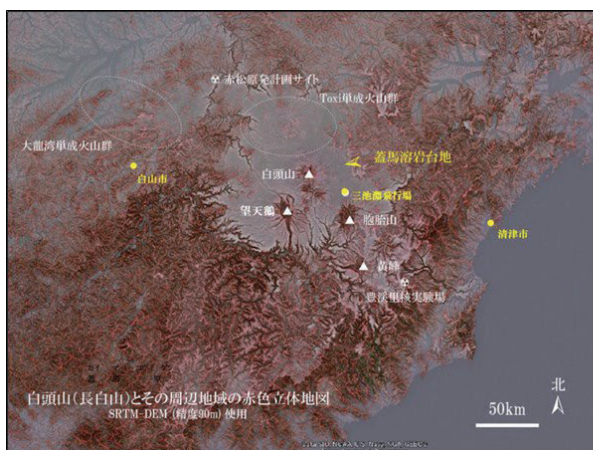 赤松原発計画サイト
Toxi単成火山群
大龍湾単成火山群
蓋馬溶岩台地
白頭山
白山市
三池淵飛行場
望天鵝
胞胎山
清津市
黄峰
豊渓里核実験場
北
白頭山(長白山)とその周辺地域の赤色立体地図
SRTM-DEM (精度90m) 使用
50km